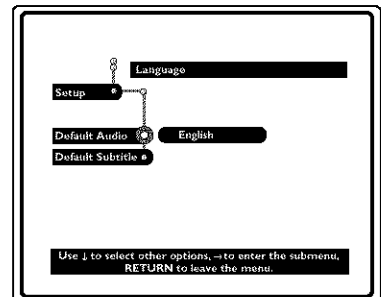 Language
Setup
Default Audio English
Default Subtitle
Use ↓ to select other options, → to enter the submenu,
RETURN to leave the menu.